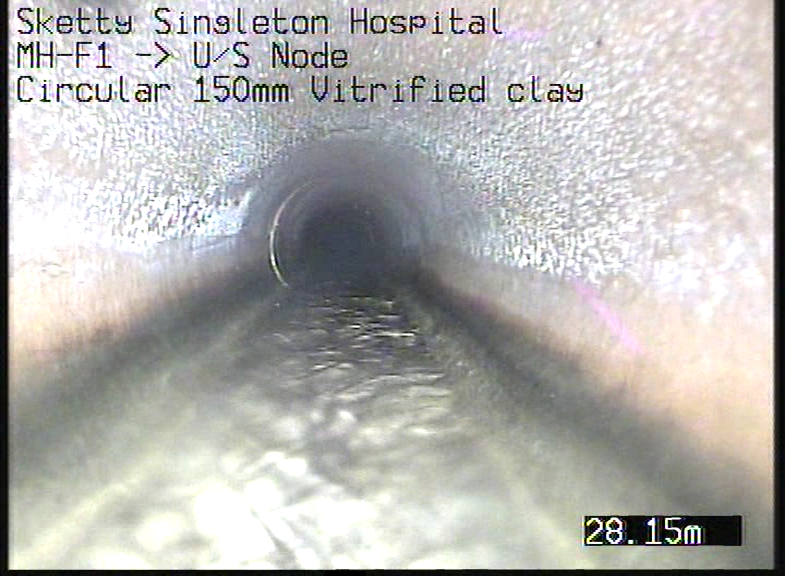 Sketty Singleton Hospital
MH-F1 -> U/S Node
Circular 150mm Vitrified clay
28.15m